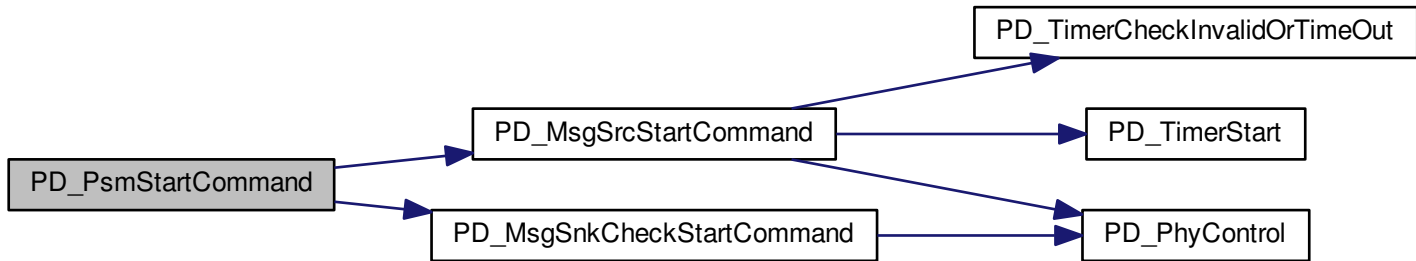 PD_TimerCheckInvalidOrTimeOut
PD_MsgSrcStartCommand
PD_TimerStart
PD_PsmStartCommand
PD_MsgSnkCheckStartCommand
PD_PhyControl